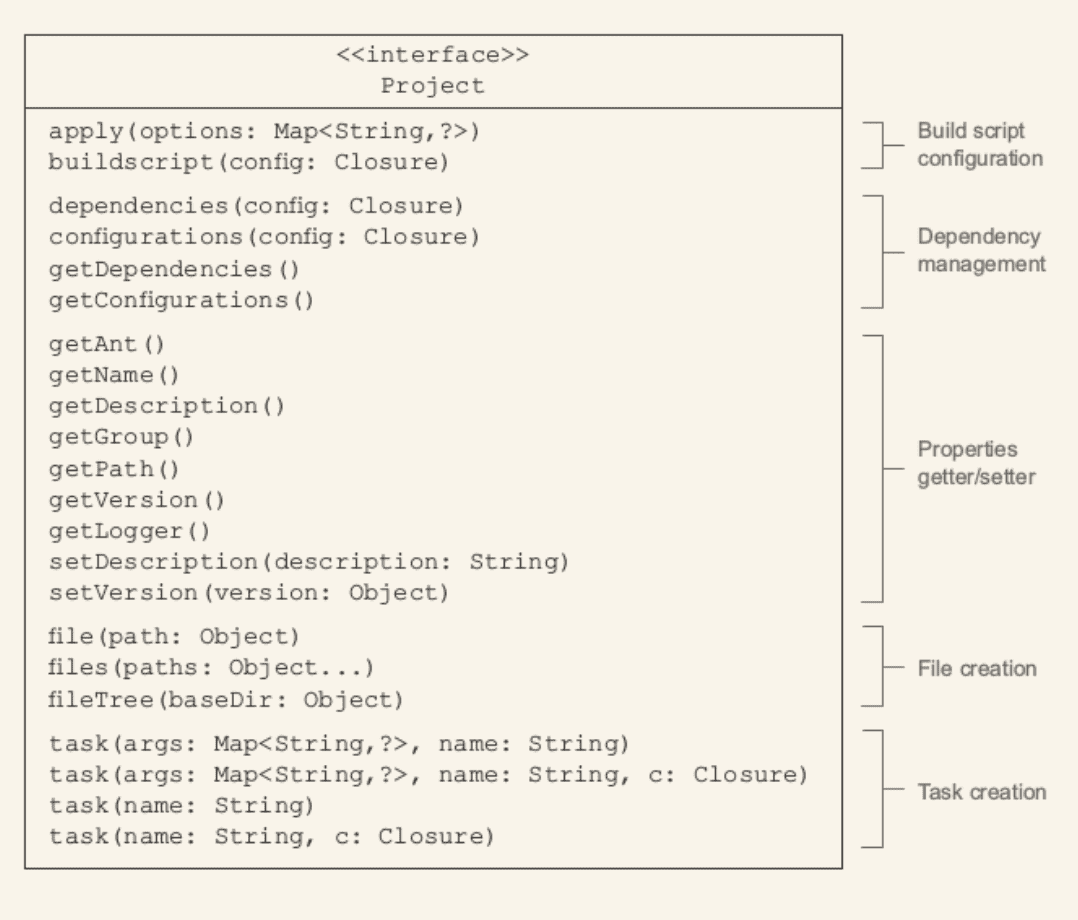 <<interface>>
Project
apply(options: Map<String,?>)
buildscript(config: Closure)
Build script
configuration
dependencies(config: Closure)
configurations(config: Closure)
getDependencies()
getConfigurations()
Dependency
management
getAnt()
getName()
getDescription()
getGroup()
getPath()
getVersion()
getLogger()
setDescription(description: String)
setVersion(version: Object)
Properties
getter/setter
file(path: Object)
files(paths: Object...)
fileTree(baseDir: Object)
File creation
task(args: Map<String,?>, name: String)
task(args: Map<String,?>, name: String, c: Closure)
task(name: String)
task(name: String, c: Closure)
Task creation